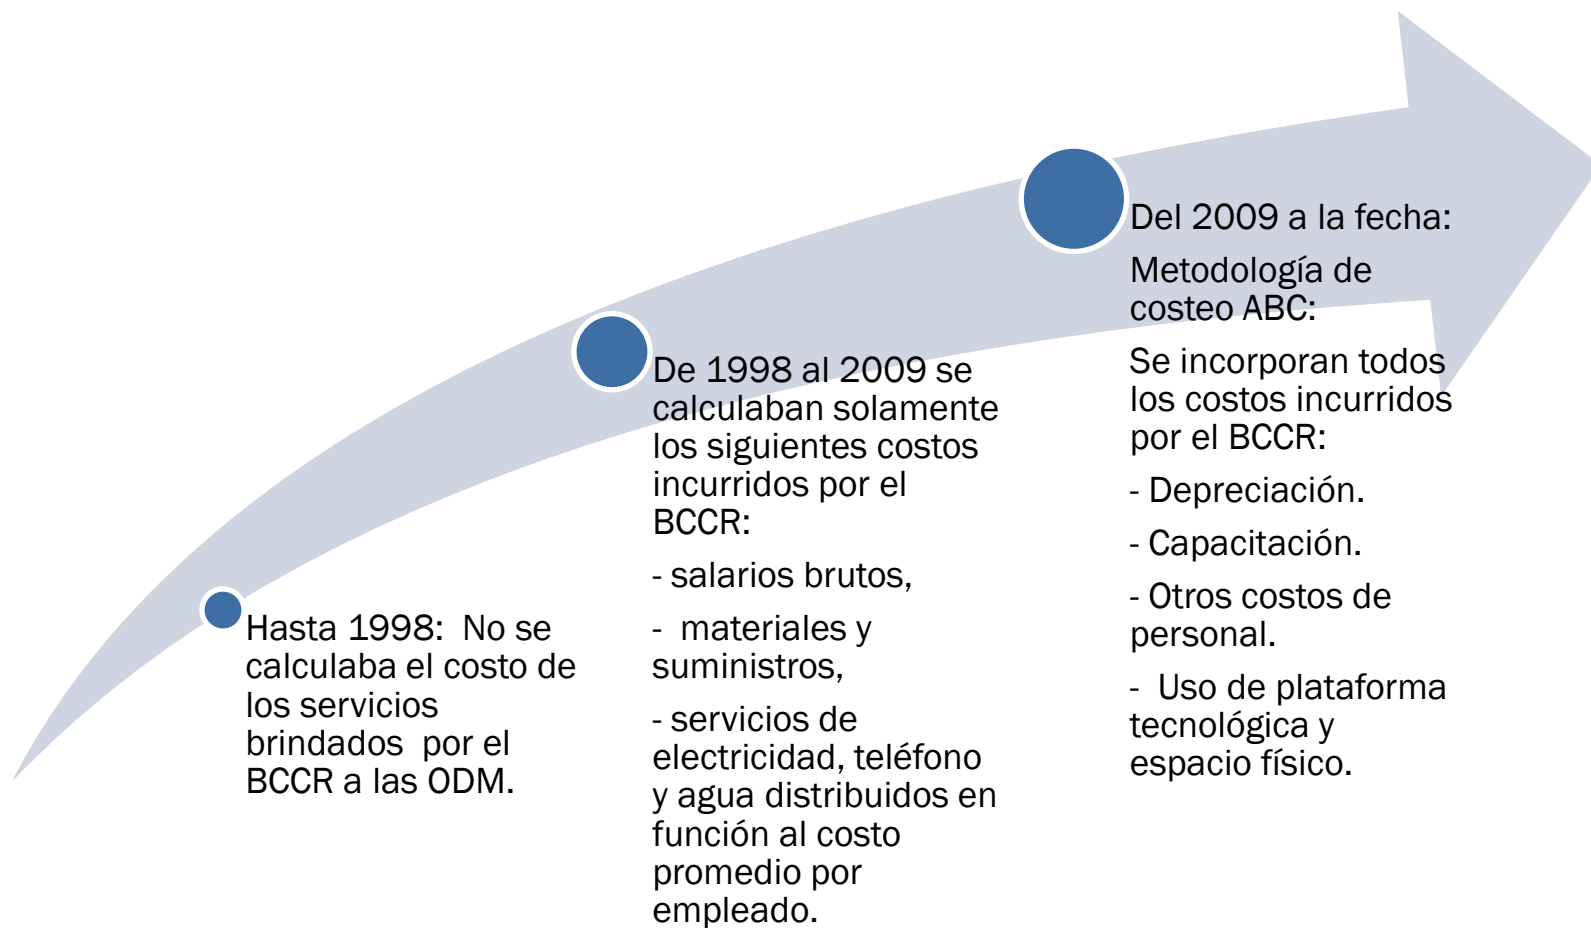 Hasta 1998:  No se
calculaba el costo de
los servicios
brindados  por el
BCCR a las ODM.
De 1998 al 2009 se
calculaban solamente
los siguientes costos
incurridos por el
BCCR:
- salarios brutos,
-  materiales y
suministros,
- servicios de
electricidad, teléfono
y agua distribuidos en
función al costo
promedio por
empleado.
Del 2009 a la fecha:
Metodología de
costeo ABC:
Se incorporan todos
los costos incurridos
por el BCCR:
- Depreciación.
- Capacitación.
- Otros costos de
personal.
-  Uso de plataforma
tecnológica y
espacio físico.